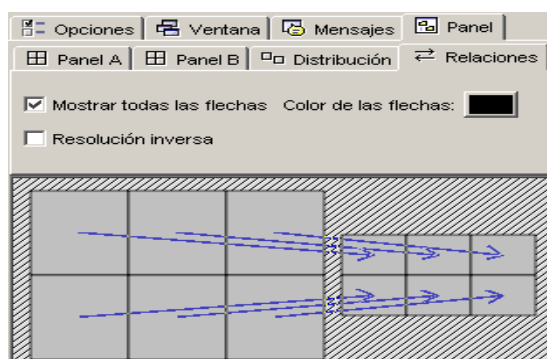 Opciones Ventana Mensajes Panel
Panel A Panel B Distribución Relaciones
Mostrar todas las flechas Color de las flechas:
Resolución inversa